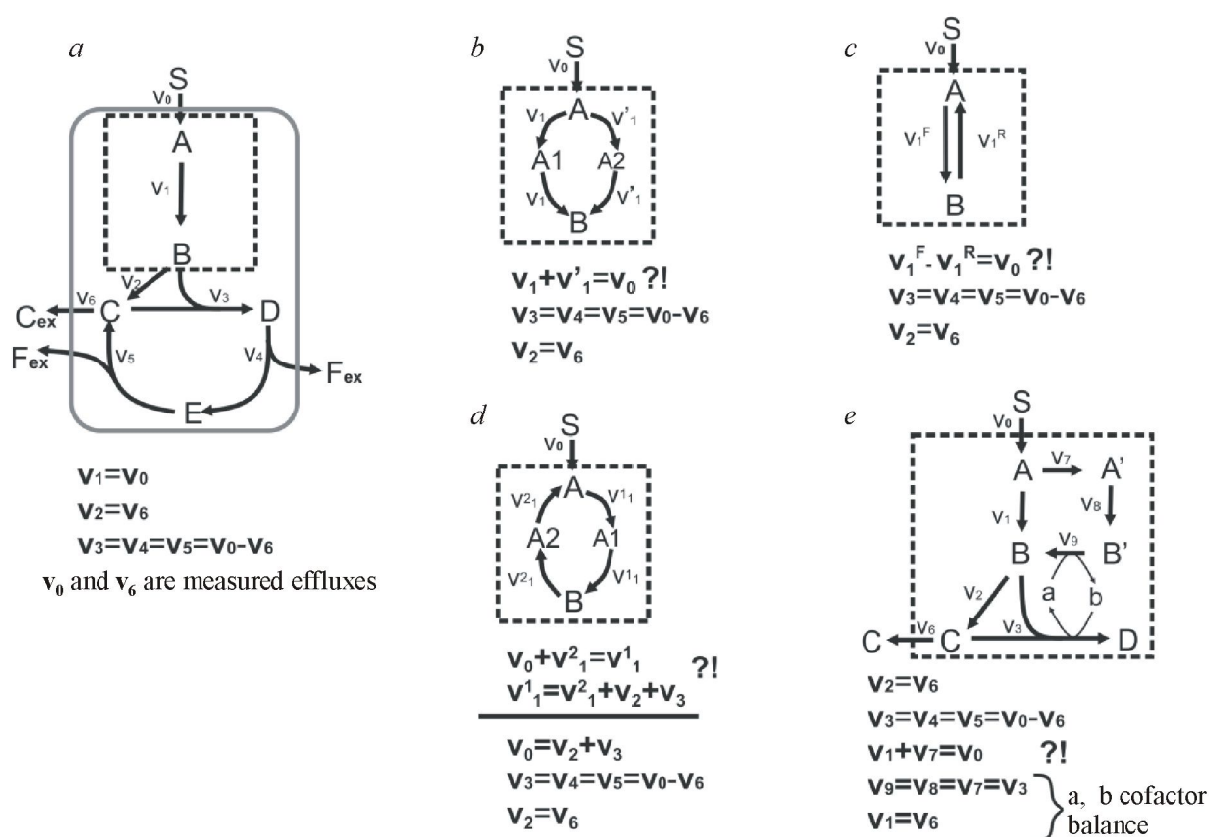 a
S
v₀
A
v₁
B
v₂
v₆ C v₃ D
Cex
Fex v₅ v₄ Fex
E
v₁=v₀
v₂=v₆
v₃=v₄=v₅=v₀-v₆
v₀ and v₆ are measured effluxes
b
S
v₀
A
v₁ v'₁
A1 A2
v₁ v'₁
B
v₁+v'₁=v₀ ?!
v₃=v₄=v₅=v₀-v₆
v₂=v₆
c
S
v₀
A
v₁ᶠ v₁ᴿ
B
v₁ᶠ- v₁ᴿ=v₀ ?!
v₃=v₄=v₅=v₀-v₆
v₂=v₆
d
S
v₀
A
v²₁ v¹₁
A2 A1
v²₁ v¹₁
B
v₀+v²₁=v¹₁ ?!
v¹₁=v²₁+v₂+v₃
v₀=v₂+v₃
v₃=v₄=v₅=v₀-v₆
v₂=v₆
e
S
v₀
A v₇ A'
v₁ v₈
B v₉ B'
v₂ a b
C v₆ C v₃ D
v₂=v₆
v₃=v₄=v₅=v₀-v₆
v₁+v₇=v₀ ?!
v₉=v₈=v₇=v₃
v₁=v₆
a, b cofactor
balance